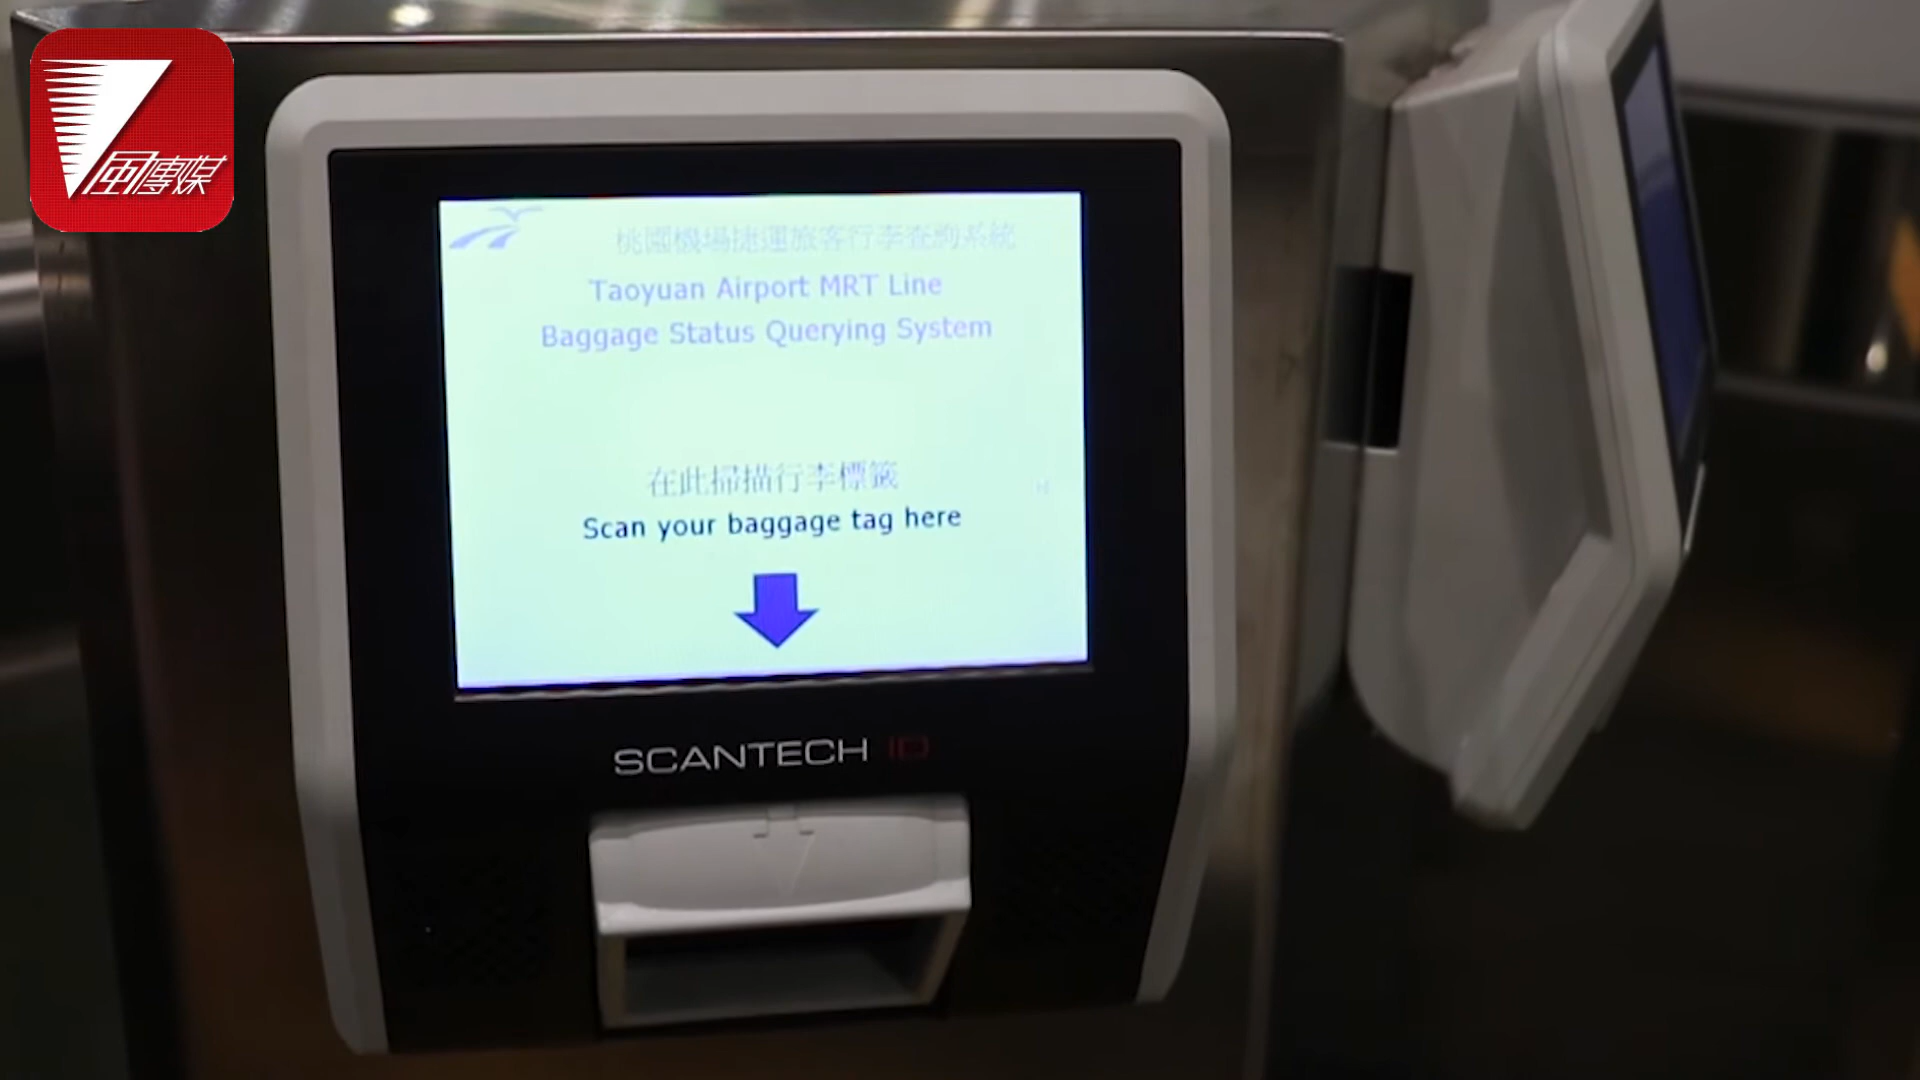 風傳媒
桃園機場捷運旅客行李查詢系統
Taoyuan Airport MRT Line
Baggage Status Querying System
在此掃描行李標籤
Scan your baggage tag here
SCANTECH ID